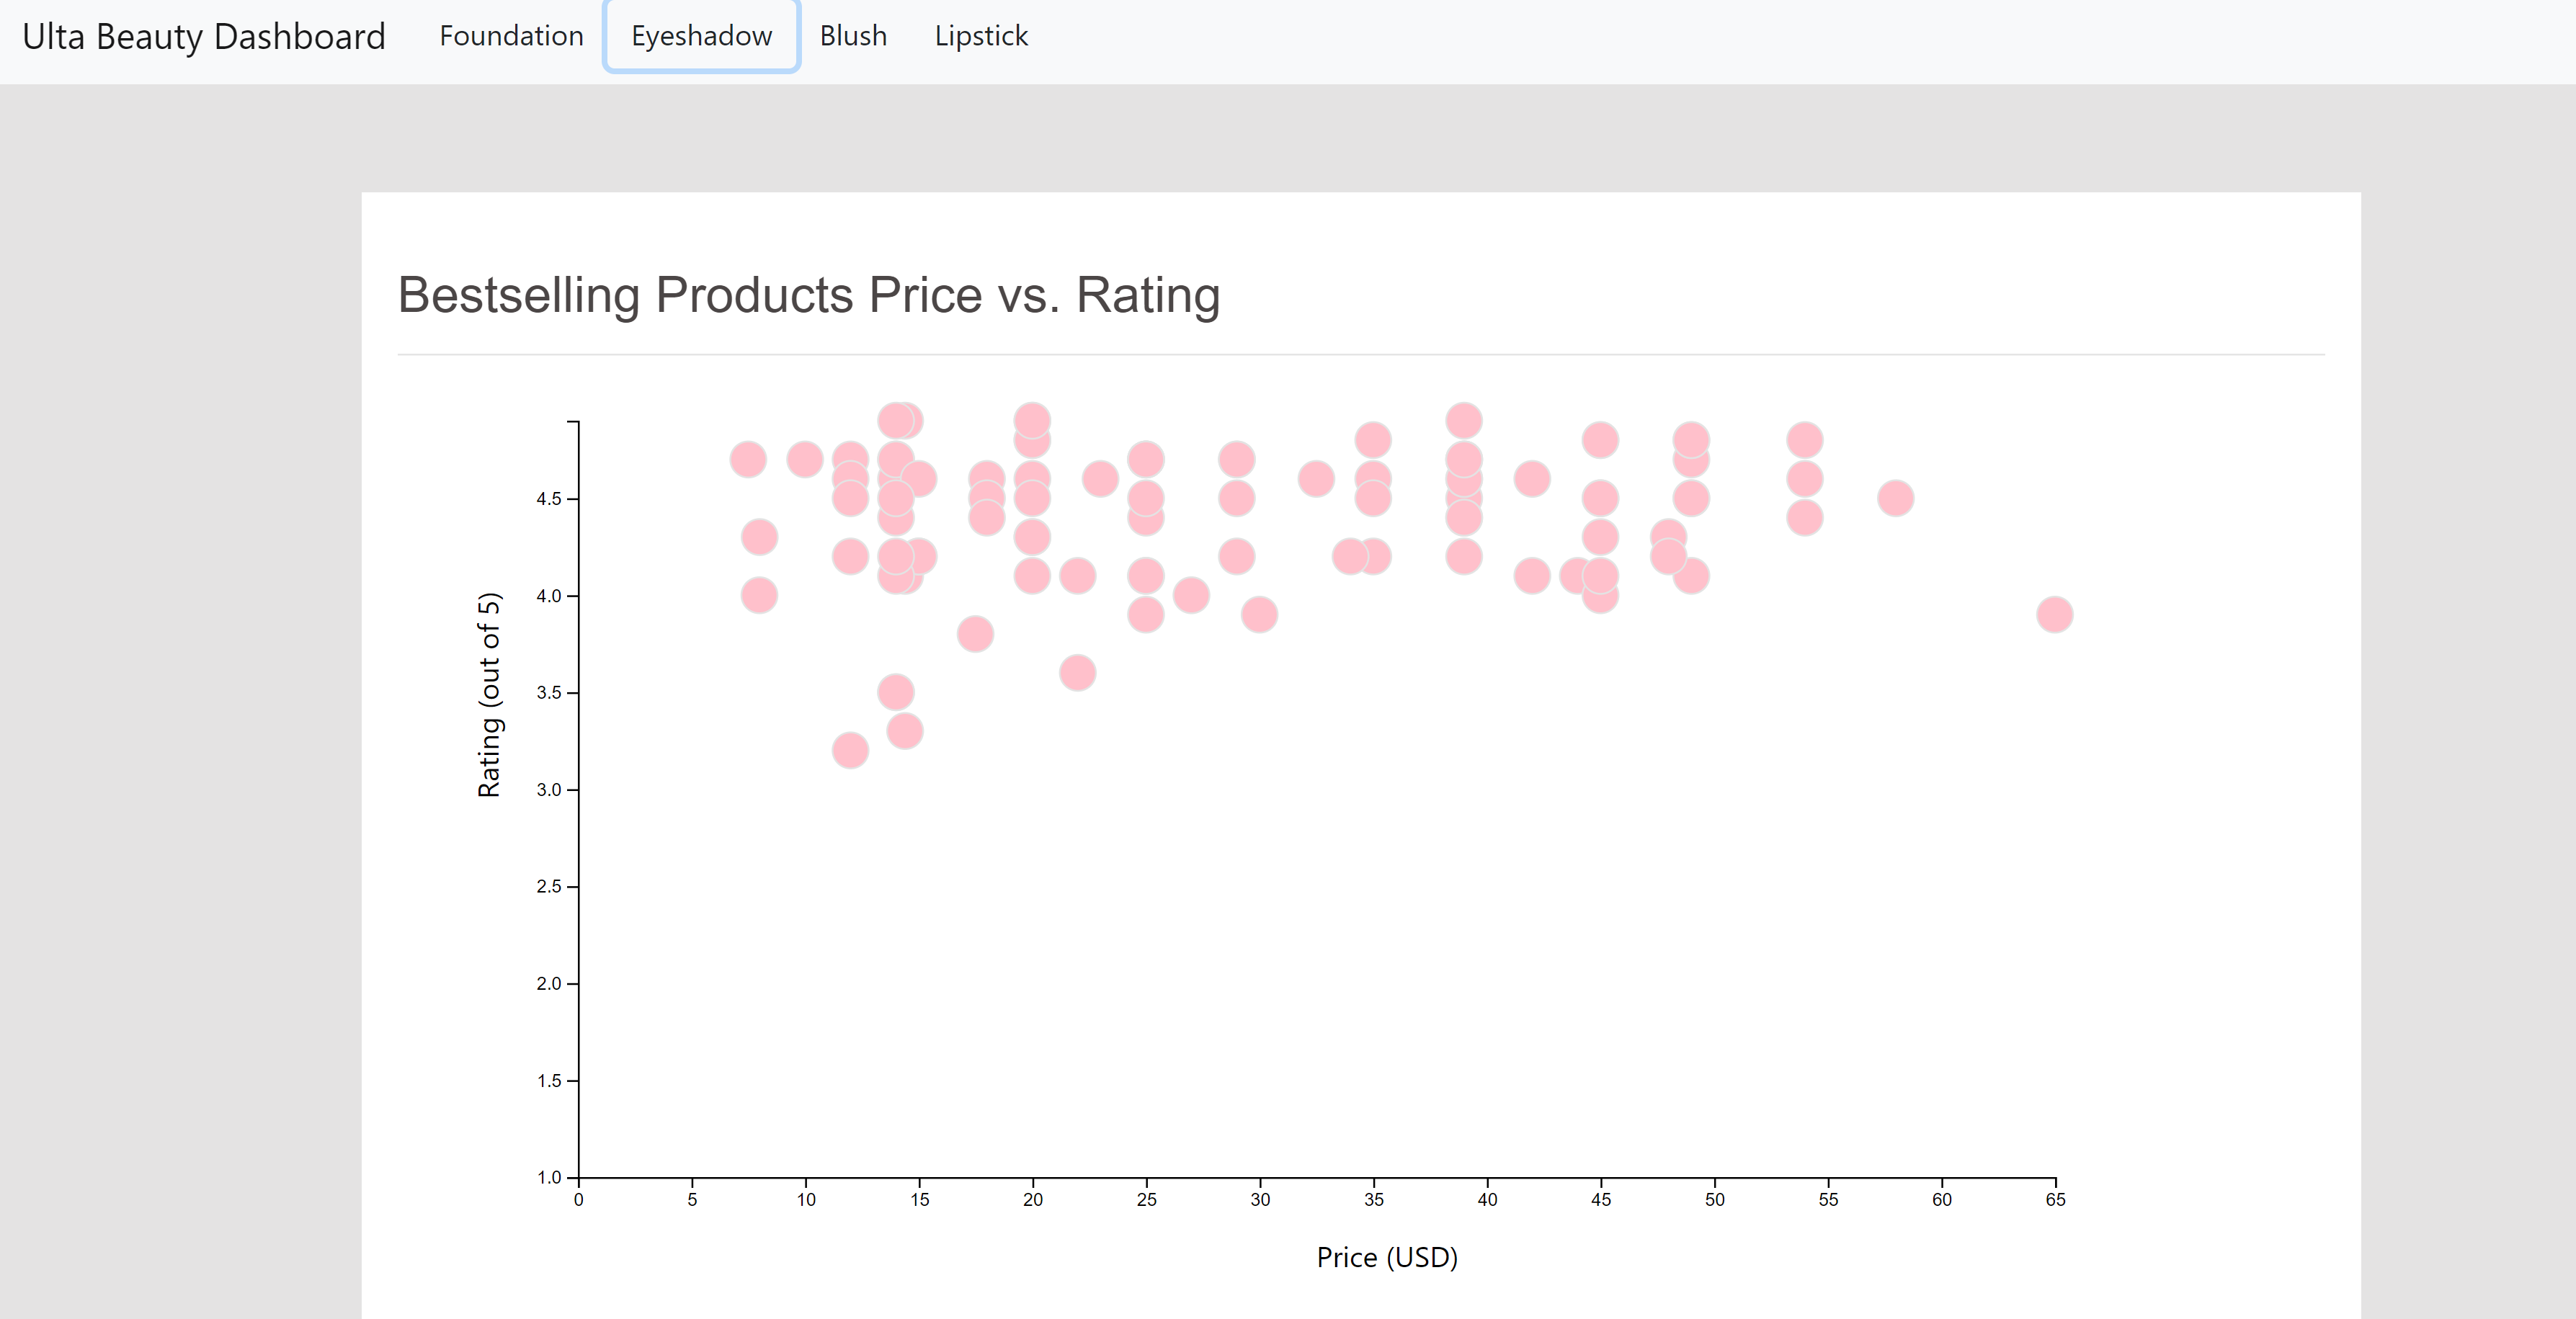 Ulta Beauty Dashboard Foundation Eyeshadow Blush Lipstick
Bestselling Products Price vs. Rating
Rating (out of 5)
4.5
4.0
3.5
3.0
2.5
2.0
1.5
1.0
0 5 10 15 20 25 30 35 40 45 50 55 60 65
Price (USD)